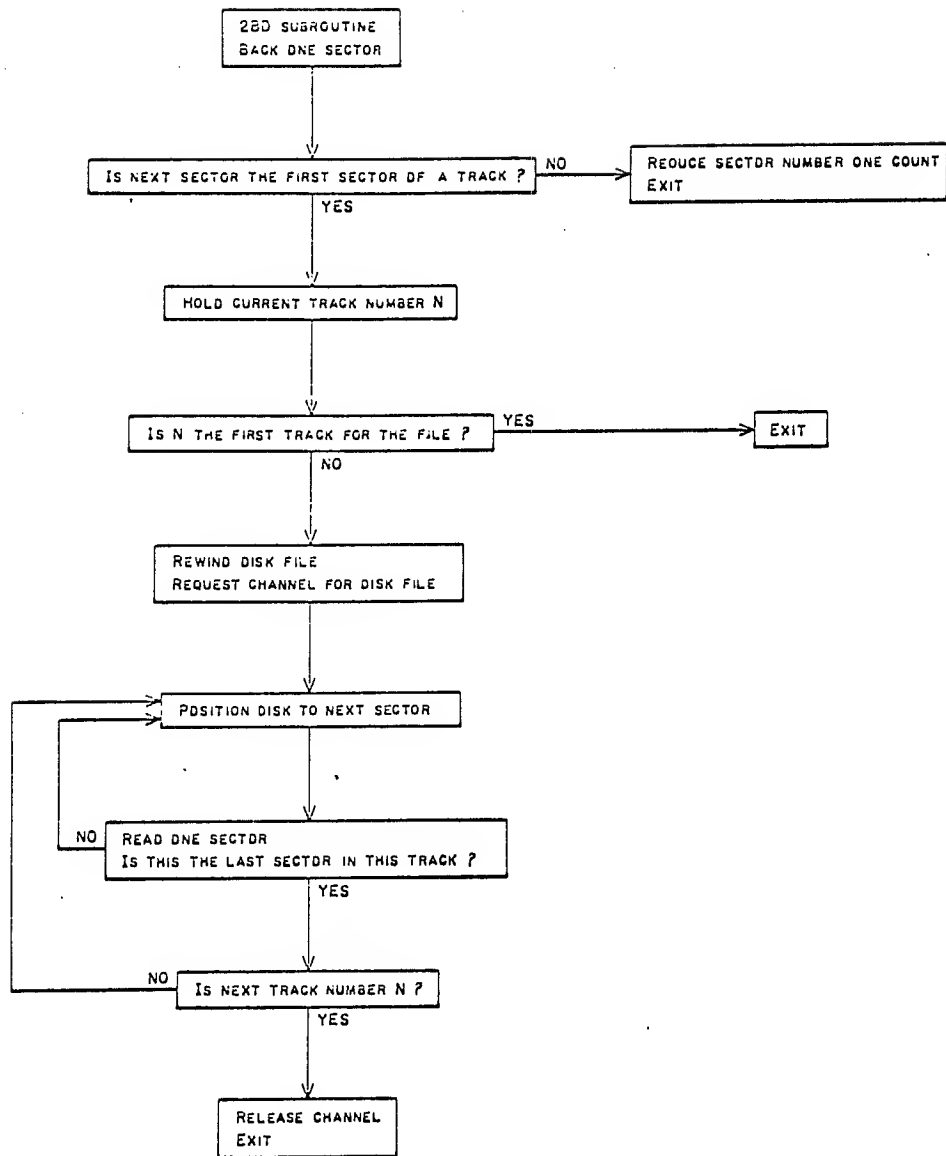 2BD SUBROUTINE
BACK ONE SECTOR
IS NEXT SECTOR THE FIRST SECTOR OF A TRACK ?
NO
REDUCE SECTOR NUMBER ONE COUNT
EXIT
YES
HOLD CURRENT TRACK NUMBER N
IS N THE FIRST TRACK FOR THE FILE ?
YES
EXIT
NO
REWIND DISK FILE
REQUEST CHANNEL FOR DISK FILE
POSITION DISK TO NEXT SECTOR
NO
READ ONE SECTOR
IS THIS THE LAST SECTOR IN THIS TRACK ?
YES
NO
IS NEXT TRACK NUMBER N ?
YES
RELEASE CHANNEL
EXIT